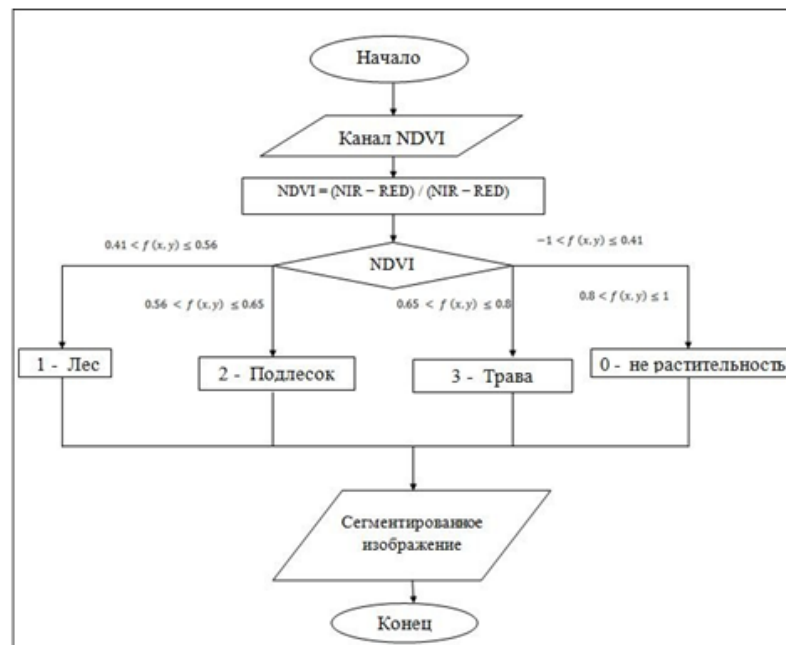 Начало
Канал NDVI
NDVI = (NIR – RED) / (NIR – RED)
0.41 < f (x, y) ≤ 0.56
−1 < f (x, y) ≤ 0.41
NDVI
0.56 < f (x, y) ≤ 0.65
0.65 < f (x, y) ≤ 0.8
0.8 < f (x, y) ≤ 1
1 - Лес
2 - Подлесок
3 - Трава
0 - не растительность
Сегментированное
изображение
Конец